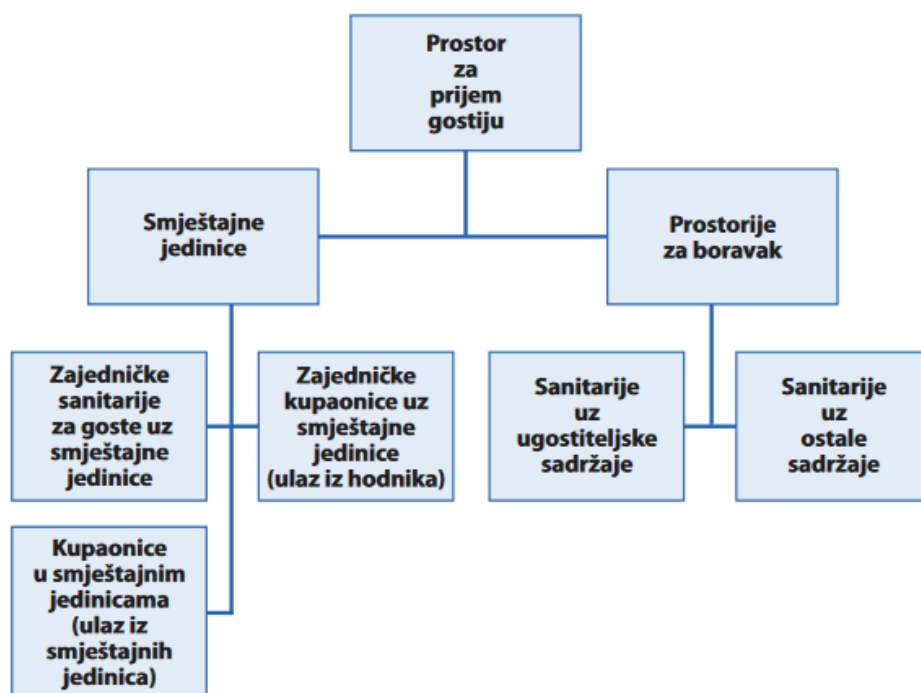 Prostor
za
prijem
gostiju
Smještajne
jedinice
Prostorije
za boravak
Zajedničke
sanitarije
za goste uz
smještajne
jedinice
Zajedničke
kupaonice uz
smještajne
jedinice
(ulaz iz hodnika)
Sanitarije
uz
ugostiteljske
sadržaje
Sanitarije
uz
ostale
sadržaje
Kupaonice
u smještajnim
jedinicama
(ulaz iz
smještajnih
jedinica)